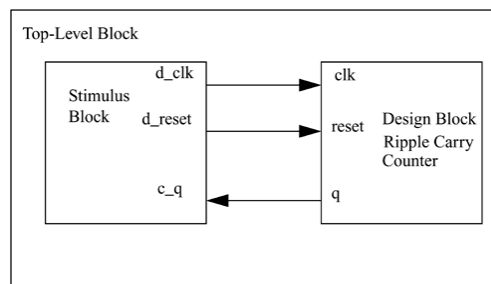 Top-Level Block
d_clk
clk
Stimulus
Block
d_reset
reset
Design Block
Ripple Carry
Counter
c_q
q